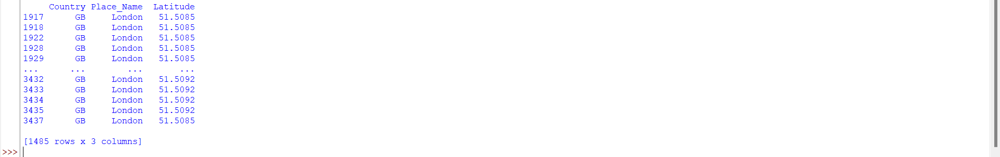 Country Place_Name Latitude
1917 GB London 51.5085
1918 GB London 51.5085
1922 GB London 51.5085
1928 GB London 51.5085
1929 GB London 51.5085
... ... ... ...
3432 GB London 51.5092
3433 GB London 51.5092
3434 GB London 51.5092
3435 GB London 51.5092
3437 GB London 51.5085
[1485 rows x 3 columns]
>>>